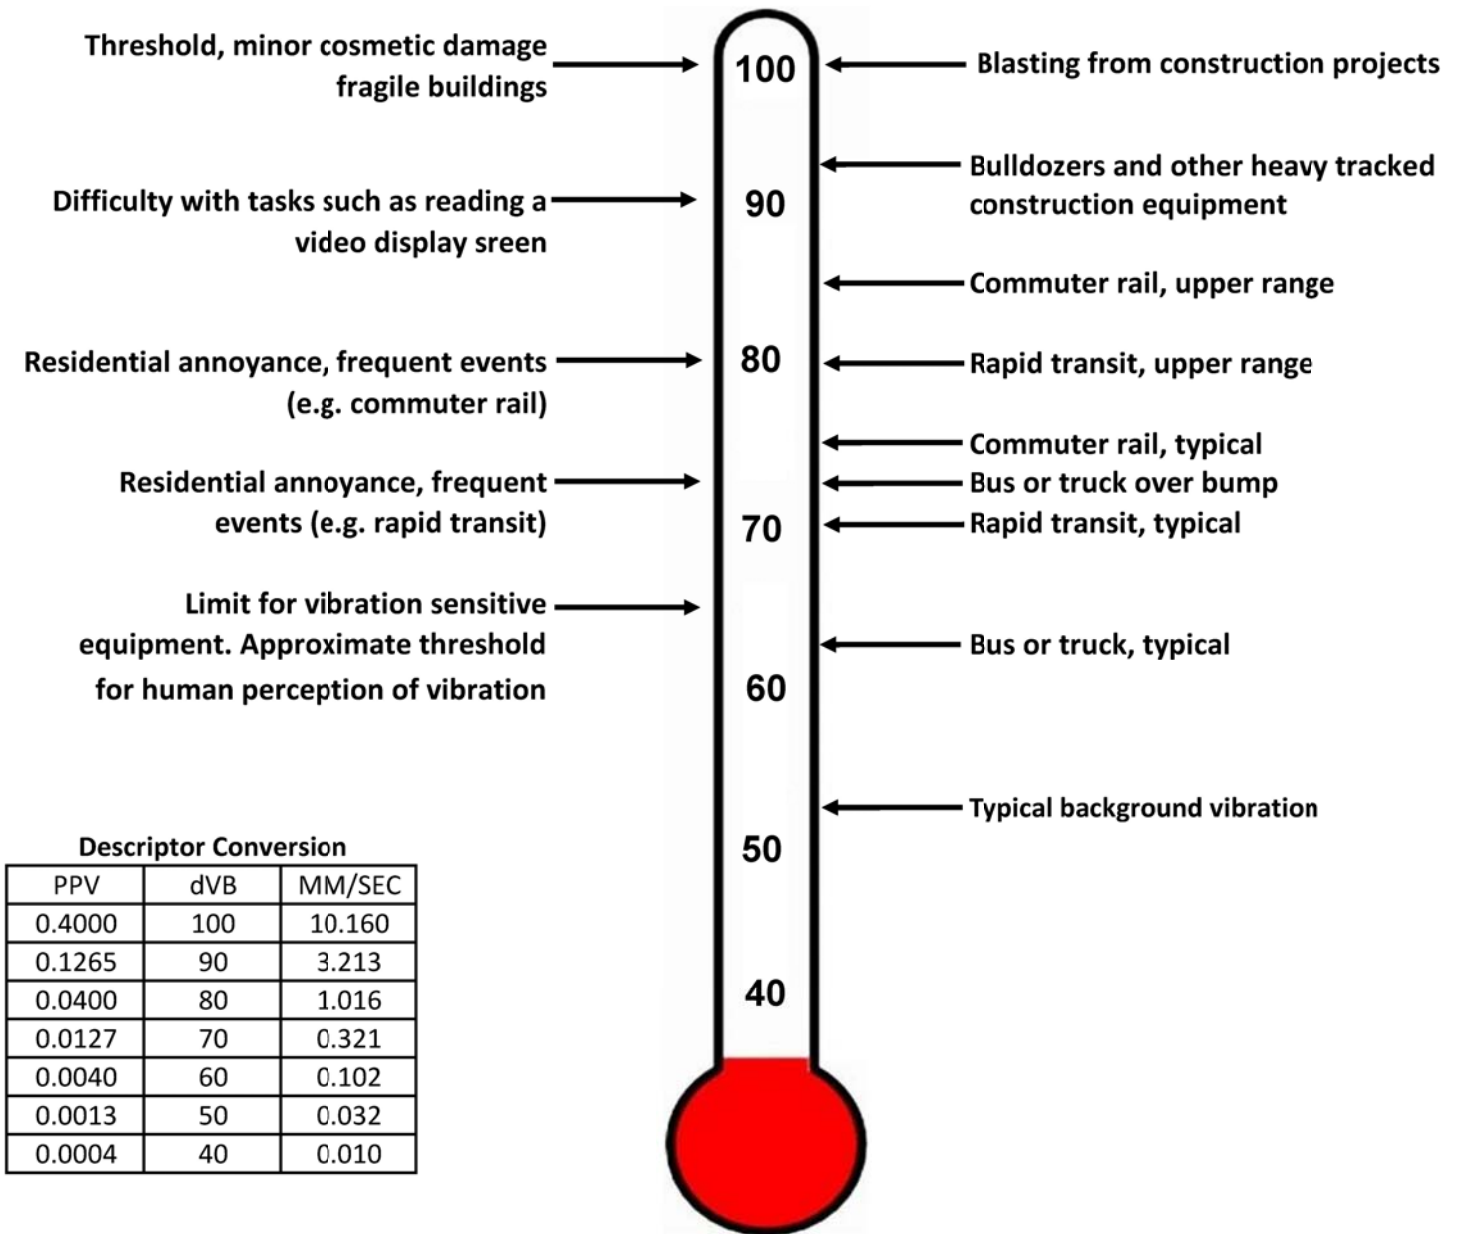 Threshold, minor cosmetic damage
fragile buildings
Difficulty with tasks such as reading a
video display sreen
Residential annoyance, frequent events
(e.g. commuter rail)
Residential annoyance, frequent
events (e.g. rapid transit)
Limit for vibration sensitive
equipment. Approximate threshold
for human perception of vibration
100
90
80
70
60
50
40
Blasting from construction projects
Bulldozers and other heavy tracked
construction equipment
Commuter rail, upper range
Rapid transit, upper range
Commuter rail, typical
Bus or truck over bump
Rapid transit, typical
Bus or truck, typical
Typical background vibration
Descriptor Conversion
PPV dVB MM/SEC
0.4000 100 10.160
0.1265 90 3.213
0.0400 80 1.016
0.0127 70 0.321
0.0040 60 0.102
0.0013 50 0.032
0.0004 40 0.010